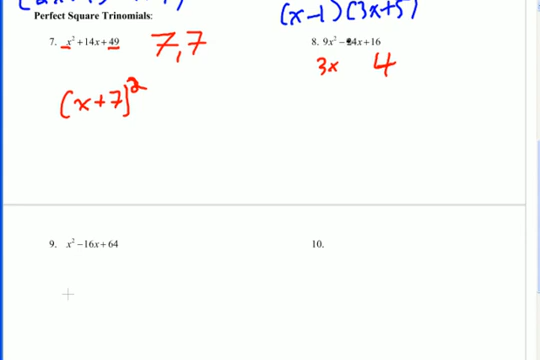 (x-1)(3x+5)
Perfect Square Trinomials:
7. x² + 14x + 49 7,7
8. 9x² − 24x + 16
3x 4
(x+7)²
9. x² − 16x + 64
10.